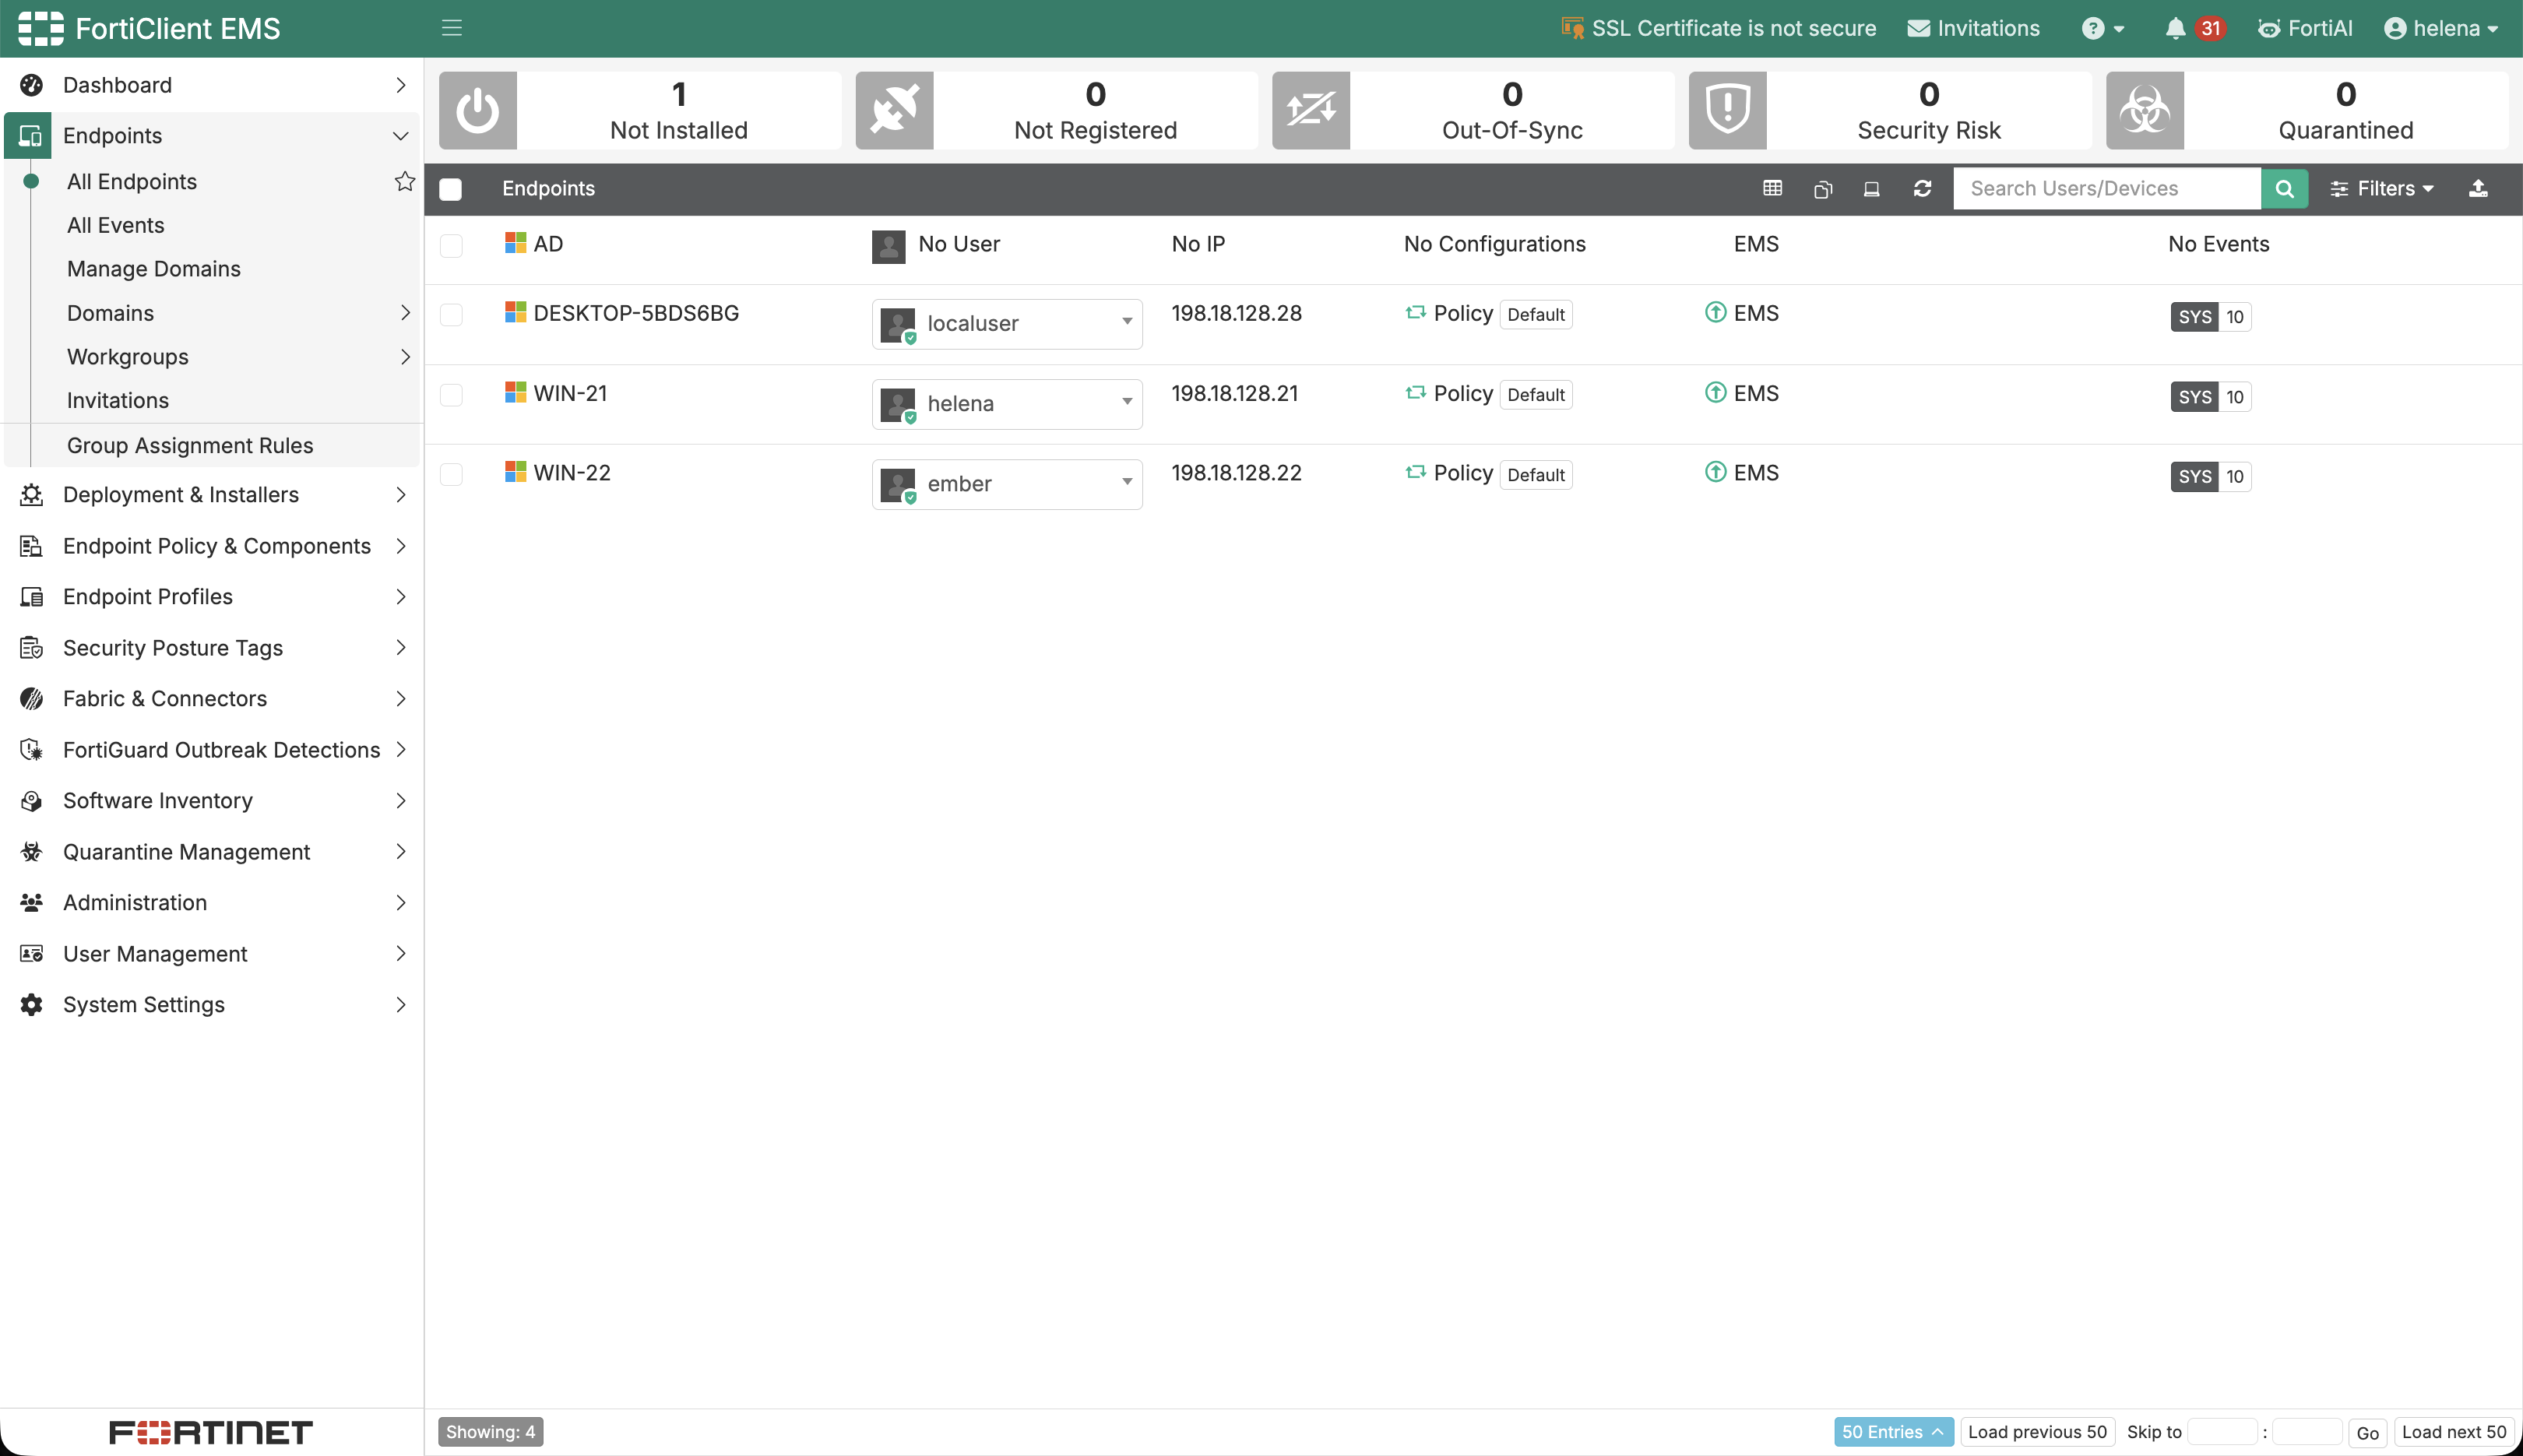 FortiClient EMS
SSL Certificate is not secure
Invitations
?
31
FortiAI
helena
Dashboard
Endpoints
All Endpoints
All Events
Manage Domains
Domains
Workgroups
Invitations
Group Assignment Rules
Deployment & Installers
Endpoint Policy & Components
Endpoint Profiles
Security Posture Tags
Fabric & Connectors
FortiGuard Outbreak Detections
Software Inventory
Quarantine Management
Administration
User Management
System Settings
FORTINET
1
Not Installed
0
Not Registered
0
Out-Of-Sync
0
Security Risk
0
Quarantined
Endpoints
Search Users/Devices
Filters
AD No User No IP No Configurations EMS No Events
DESKTOP-5BDS6BG localuser 198.18.128.28 Policy Default EMS SYS 10
WIN-21 helena 198.18.128.21 Policy Default EMS SYS 10
WIN-22 ember 198.18.128.22 Policy Default EMS SYS 10
Showing: 4
50 Entries Load previous 50 Skip to : Go Load next 50